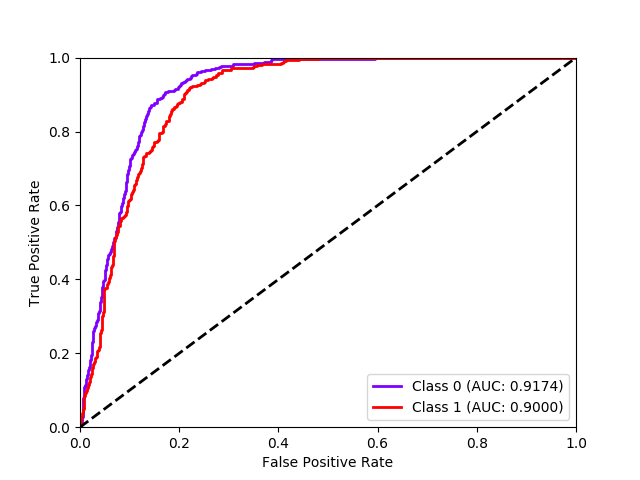 1.0
0.8
0.6
0.4
0.2
0.0
True Positive Rate
Class 0 (AUC: 0.9174)
Class 1 (AUC: 0.9000)
0.0 0.2 0.4 0.6 0.8 1.0
False Positive Rate